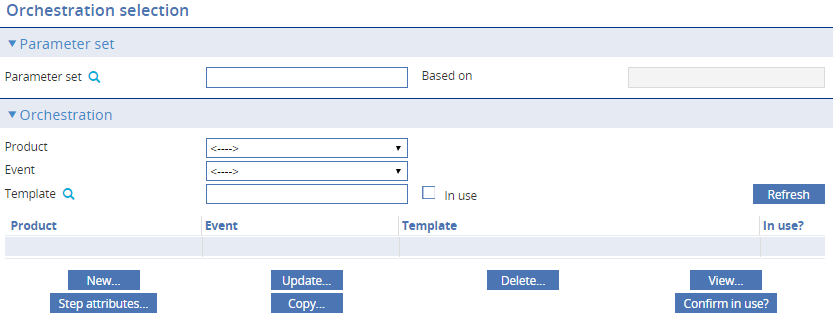 Orchestration selection
Parameter set
Parameter set Based on
Orchestration
Product <---->
Event <---->
Template In use Refresh
Product Event Template In use?
New... Update... Delete... View...
Step attributes... Copy... Confirm in use?